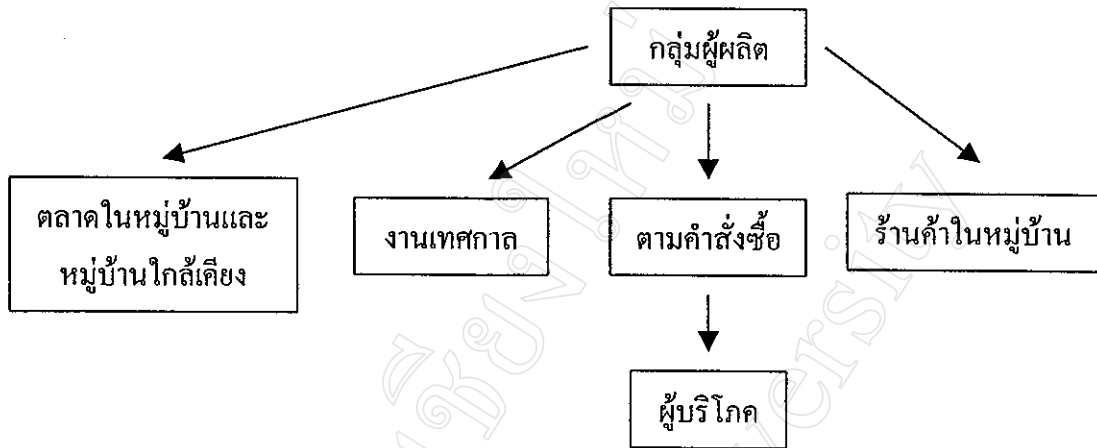 กลุ่มผู้ผลิต
ตลาดในหมู่บ้านและ
หมู่บ้านใกล้เคียง
งานเทศกาล
ตามคำสั่งซื้อ
ร้านค้าในหมู่บ้าน
ผู้บริโภค